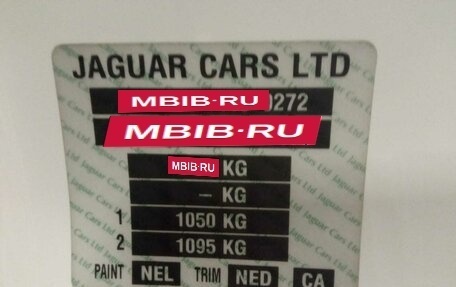 JAGUAR CARS LTD
MBIB-RU 0272
MBIB-RU
MBIB-RU KG
– KG
1 1050 KG
2 1095 KG
PAINT NEL TRIM NED CA